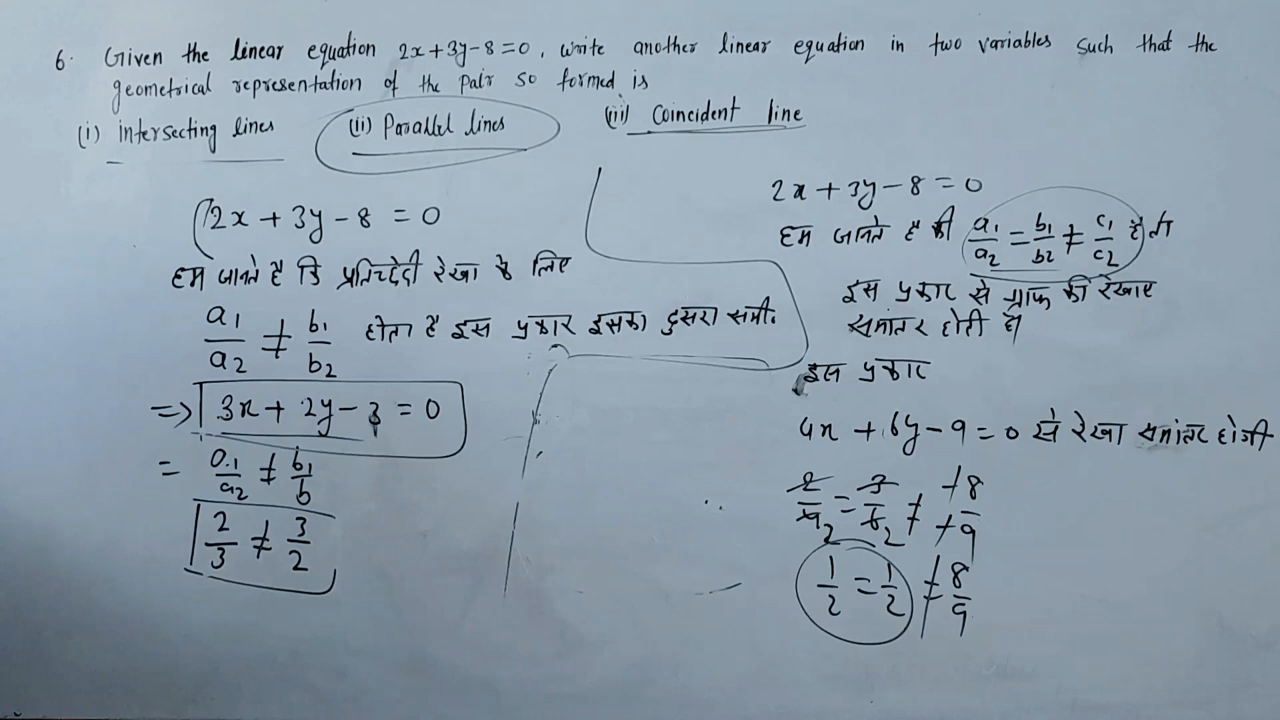 6. Given the linear equation 2x+3y-8=0, write another linear equation in two variables such that the
geometrical representation of the pair so formed is
(i) intersecting lines (ii) Parallel lines (iii) Coincident line
2x + 3y - 8 = 0
हम जानते है कि प्रतिच्छेदी रेखा के लिए
a1/a2 ≠ b1/b2 होता है इस प्रकार इसका दुसरा समी.
=> 3x + 2y - 3 = 0
= a1/a2 ≠ b1/b
2/3 ≠ 3/2
2x + 3y - 8 = 0
हम जानते है की a1/a2 = b1/b2 ≠ c1/c2 है तो
इस प्रकार से ग्राफ की रेखाए
समांतर होती है
इस प्रकार
4x + 6y - 9 = 0 से रेखा समांतर होगी
2/4 2 = 3/6 2 ≠ -8/-9
1/2 = 1/2 ≠ 8/9